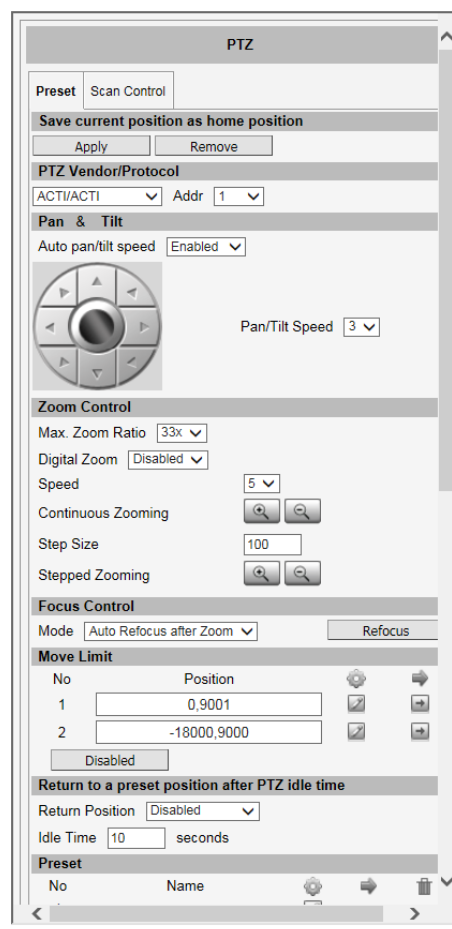 PTZ
Preset Scan Control
Save current position as home position
Apply Remove
PTZ Vendor/Protocol
ACTI/ACTI Addr 1
Pan & Tilt
Auto pan/tilt speed Enabled
Pan/Tilt Speed 3
Zoom Control
Max. Zoom Ratio 33x
Digital Zoom Disabled
Speed 5
Continuous Zooming
Step Size 100
Stepped Zooming
Focus Control
Mode Auto Refocus after Zoom Refocus
Move Limit
No Position
1 0,9001
2 -18000,9000
Disabled
Return to a preset position after PTZ idle time
Return Position Disabled
Idle Time 10 seconds
Preset
No Name